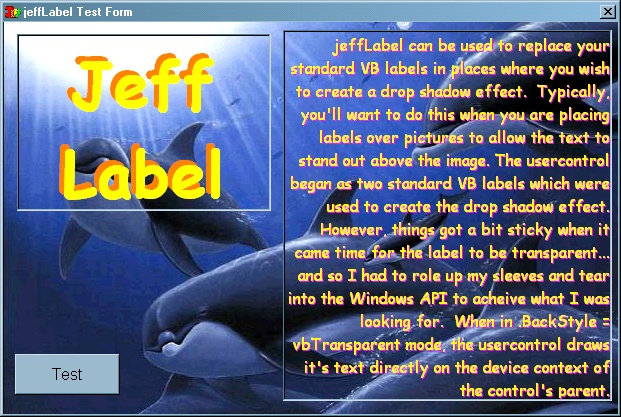 jeffLabel Test Form
Jeff
Label
jeffLabel can be used to replace your
standard VB labels in places where you wish
to create a drop shadow effect.  Typically,
you'll want to do this when you are placing
labels over pictures to allow the text to
stand out above the image. The usercontrol
began as two standard VB labels which were
used to create the drop shadow effect.
However, things got a bit sticky when it
came time for the label to be transparent...
and so I had to role up my sleeves and tear
into the Windows API to acheive what I was
looking for.  When in .BackStyle =
vbTransparent mode, the usercontrol draws
it's text directly on the device context of
the control's parent.
Test